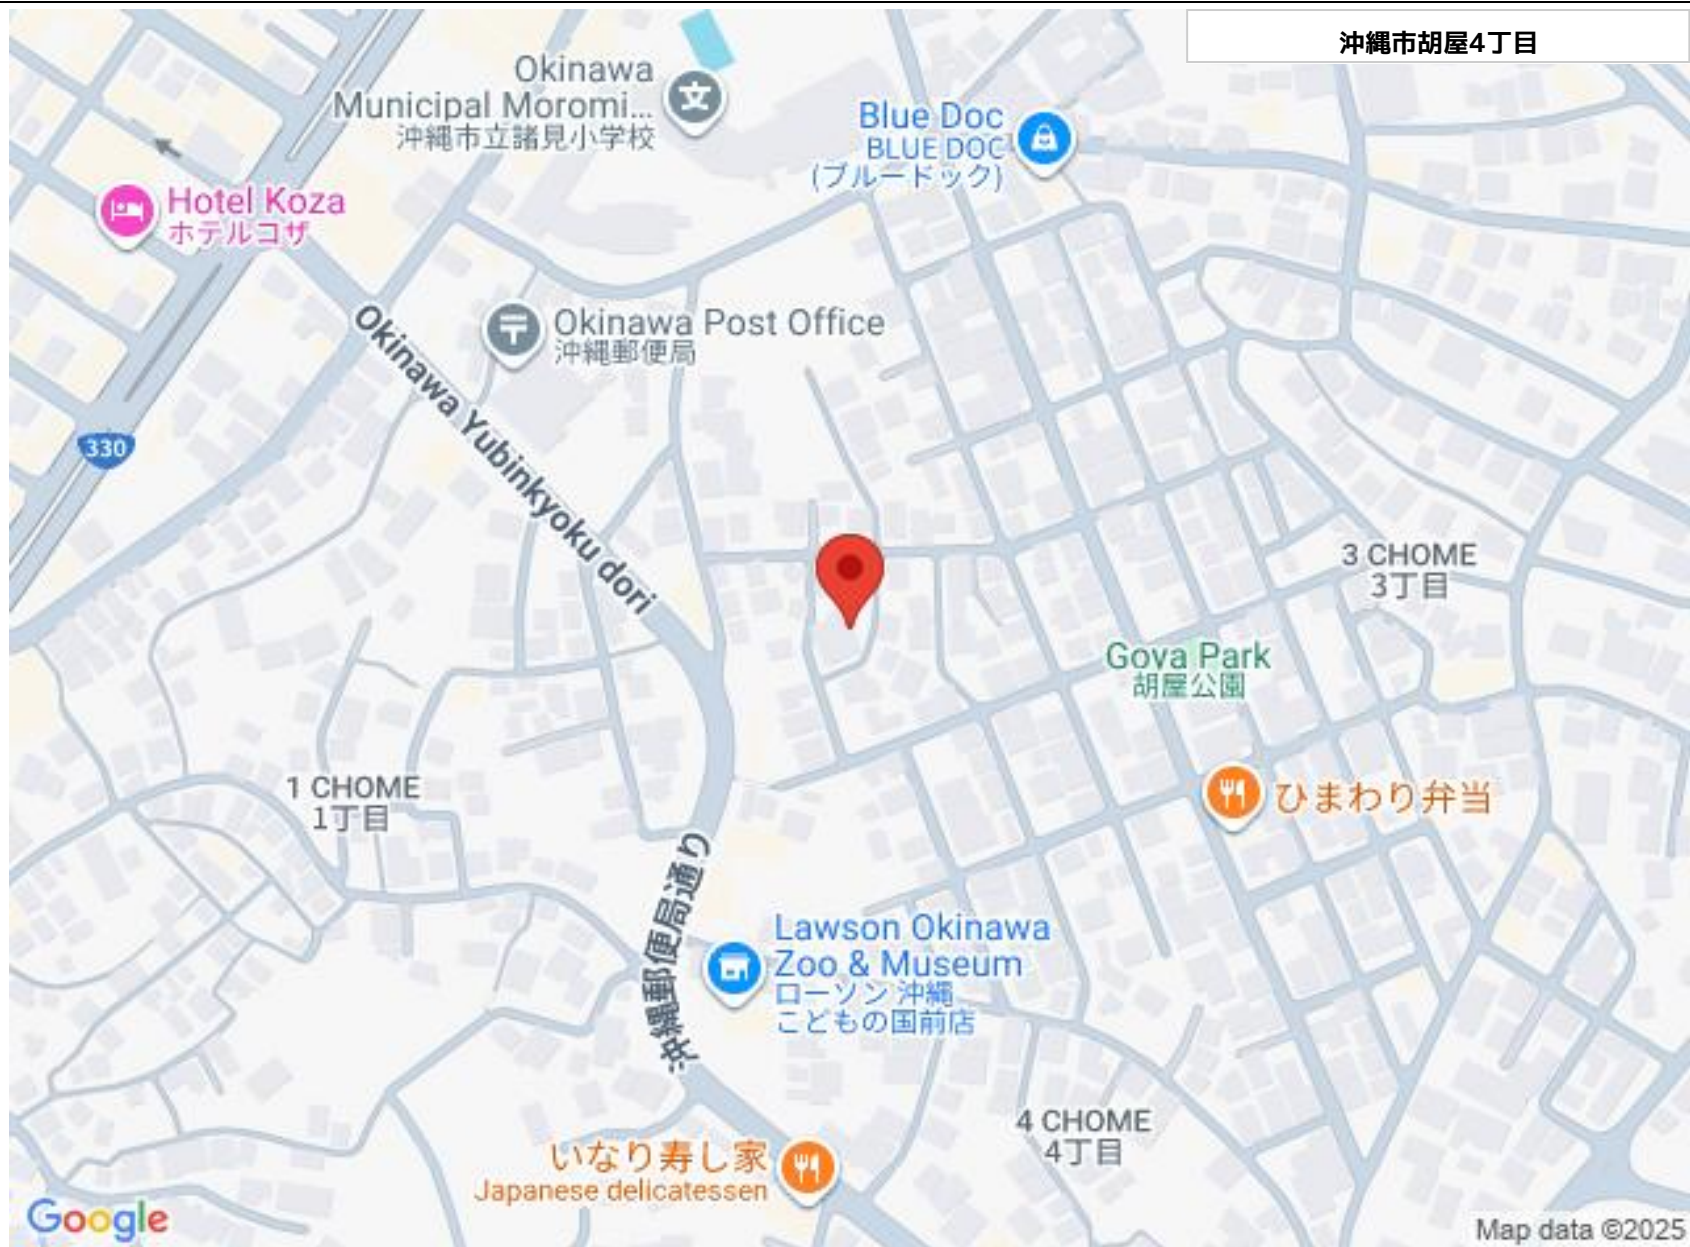 沖縄市胡屋4丁目
Okinawa
Municipal Moromi...
沖縄市立諸見小学校
文
Blue Doc
BLUE DOC
(ブルードック)
Hotel Koza
ホテルコザ
Okinawa Post Office
沖縄郵便局
Okinawa Yubinkyoku dori
330
3 CHOME
3丁目
Goya Park
胡屋公園
1 CHOME
1丁目
ひまわり弁当
沖縄郵便局通り
Lawson Okinawa
Zoo & Museum
ローソン 沖縄
こどもの国前店
4 CHOME
4丁目
いなり寿し家
Japanese delicatessen
Google
Map data ©2025